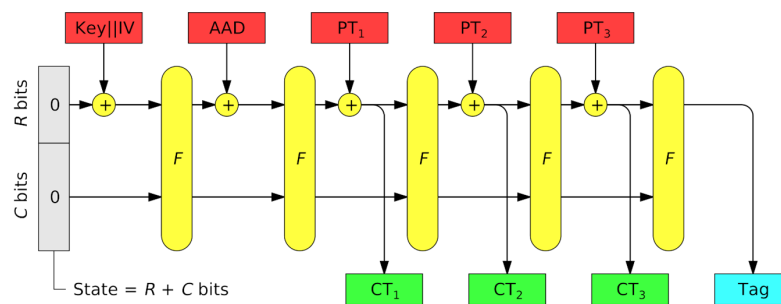 Key||IV
AAD
PT₁
PT₂
PT₃
R bits
0
+
+
+
+
+
F
F
F
F
F
C bits
0
State = R + C bits
CT₁
CT₂
CT₃
Tag